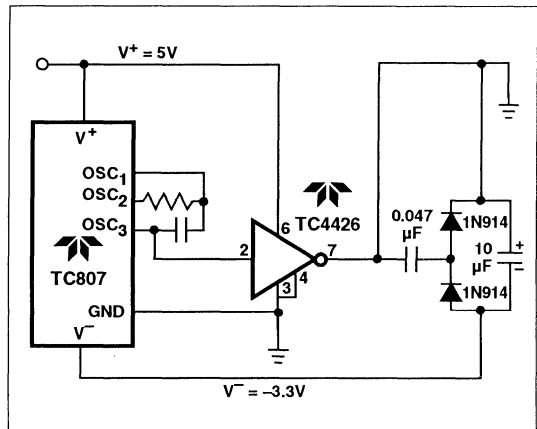 V+ = 5V
V+
OSC1
OSC2
OSC3
TC807
GND
V−
2
6
TC4426
7
3
4
0.047
µF
1N914
10
µF
+
−
1N914
V− = −3.3V